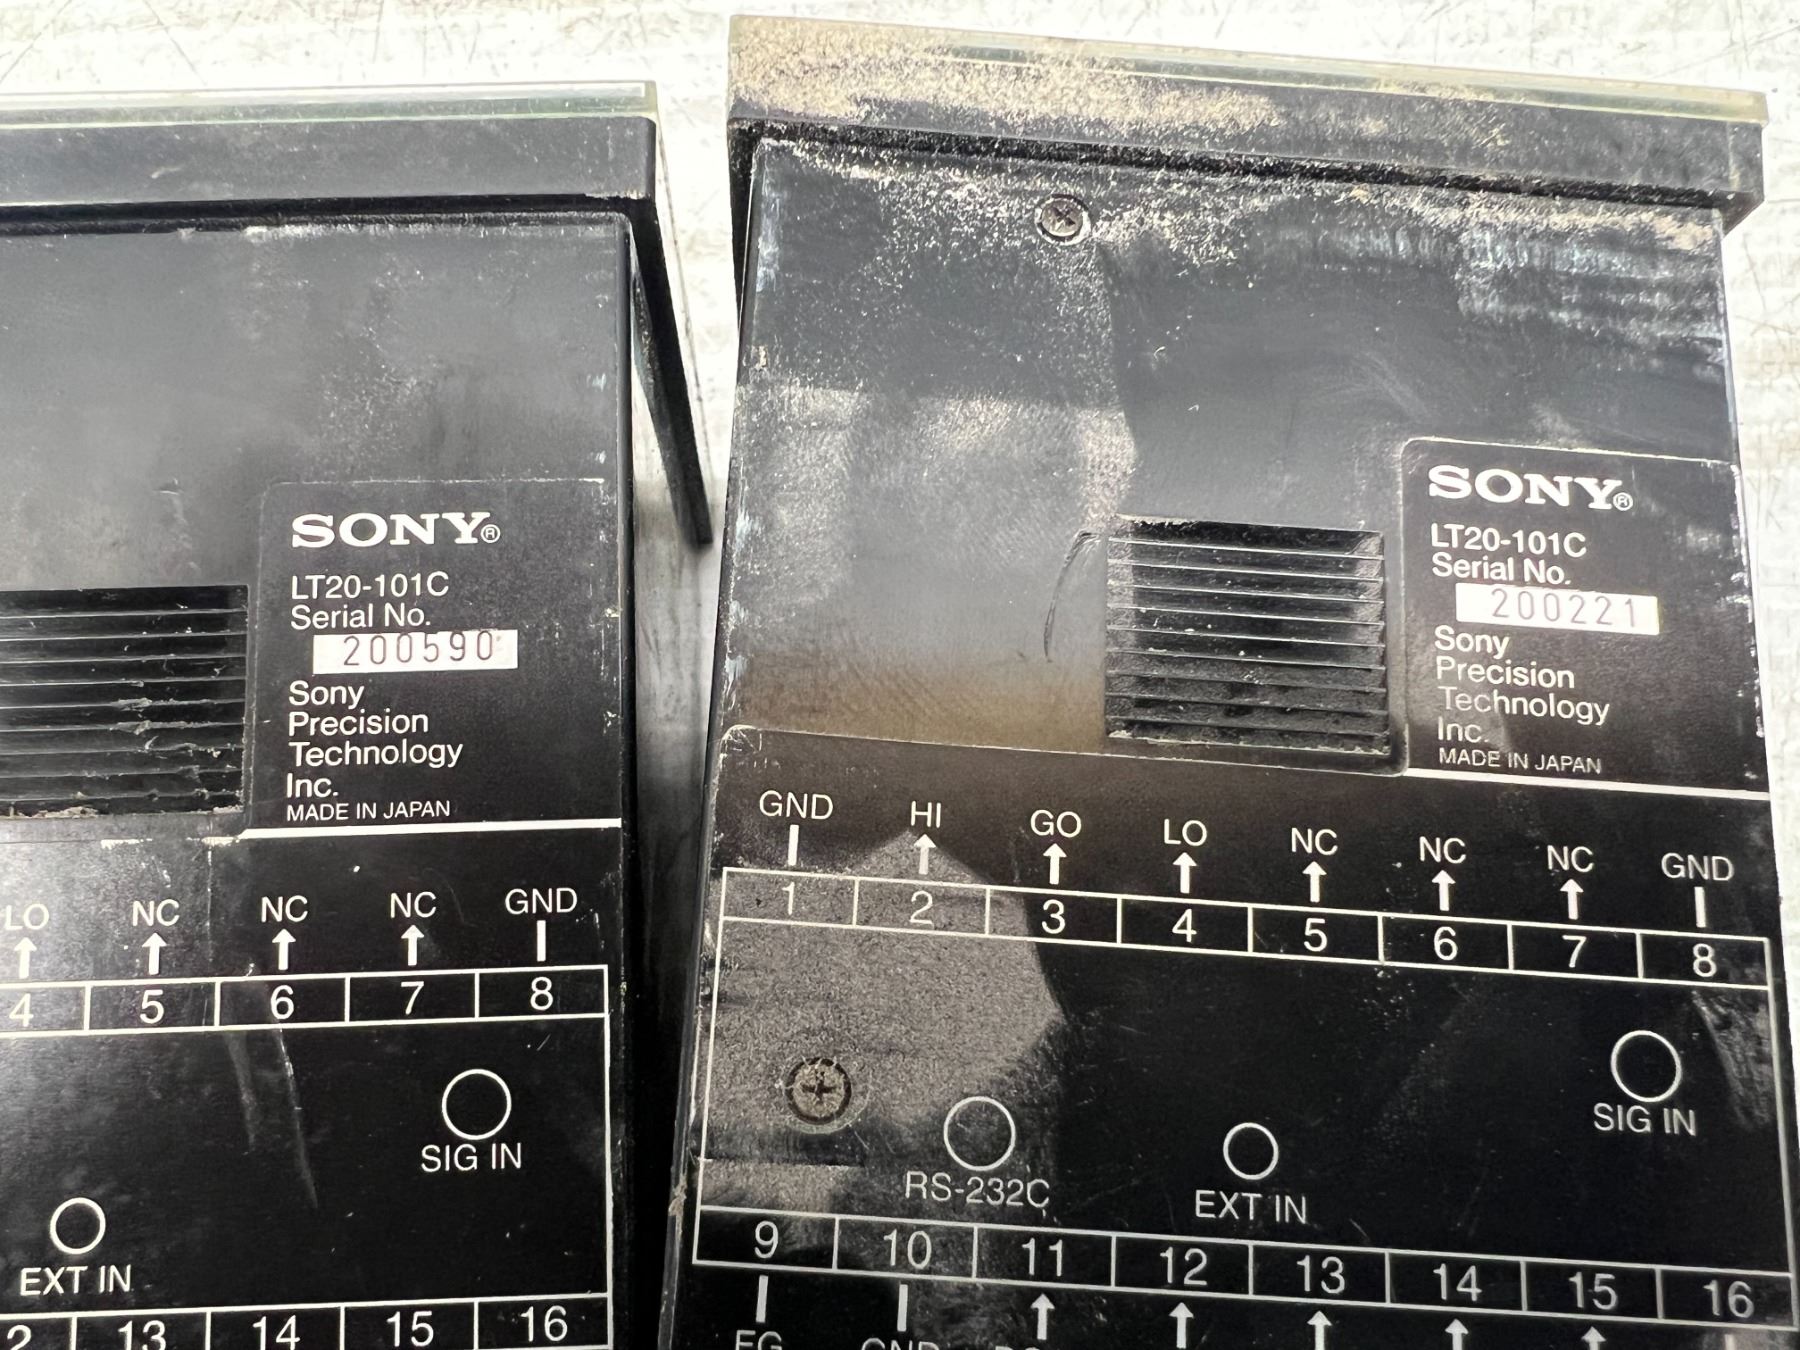 SONY®
LT20-101C
Serial No.
200590
Sony
Precision
Technology
Inc.
MADE IN JAPAN
LO NC NC NC GND
4 5 6 7 8
SIG IN
EXT IN
13 14 15 16
SONY®
LT20-101C
Serial No.
200221
Sony
Precision
Technology
Inc.
MADE IN JAPAN
GND HI GO LO NC NC NC GND
1 2 3 4 5 6 7 8
SIG IN
RS-232C EXT IN
9 10 11 12 13 14 15 16